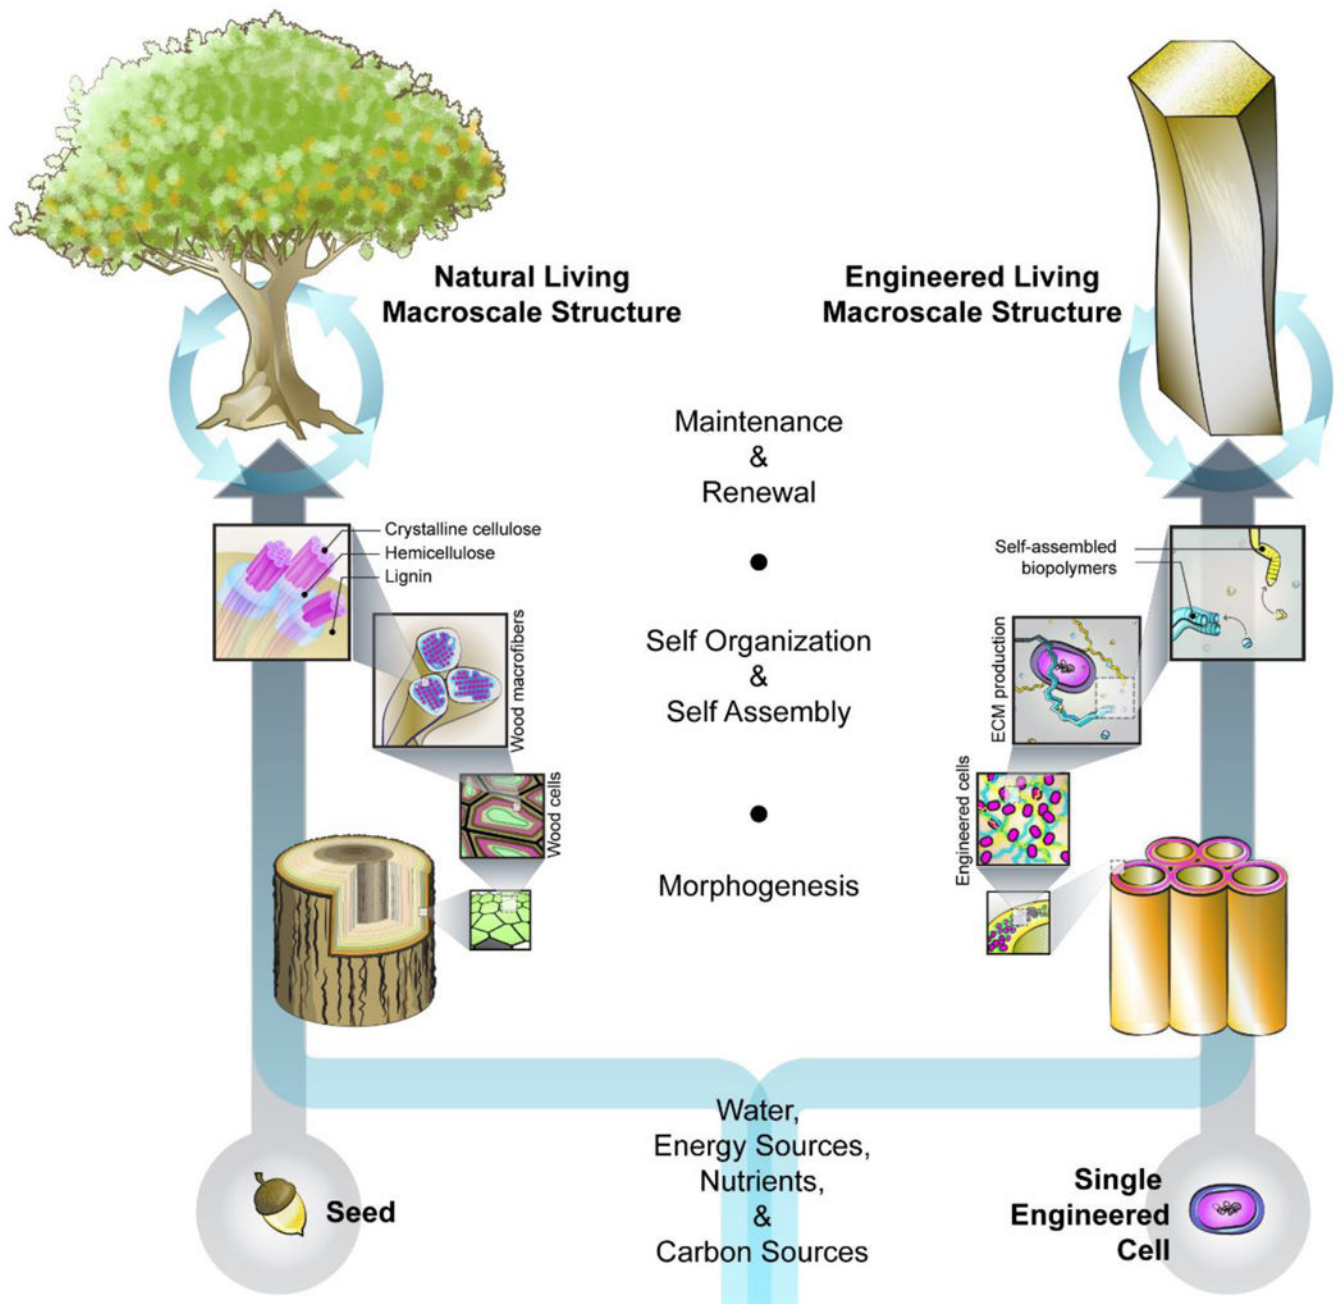 Natural Living
Macroscale Structure
Engineered Living
Macroscale Structure
Maintenance
&
Renewal
Crystalline cellulose
Hemicellulose
Lignin
Self-assembled
biopolymers
Wood macrofibers
Self Organization
&
Self Assembly
ECM production
Wood cells
Engineered cells
Morphogenesis
Water,
Energy Sources,
Nutrients,
&
Carbon Sources
Seed
Single
Engineered
Cell